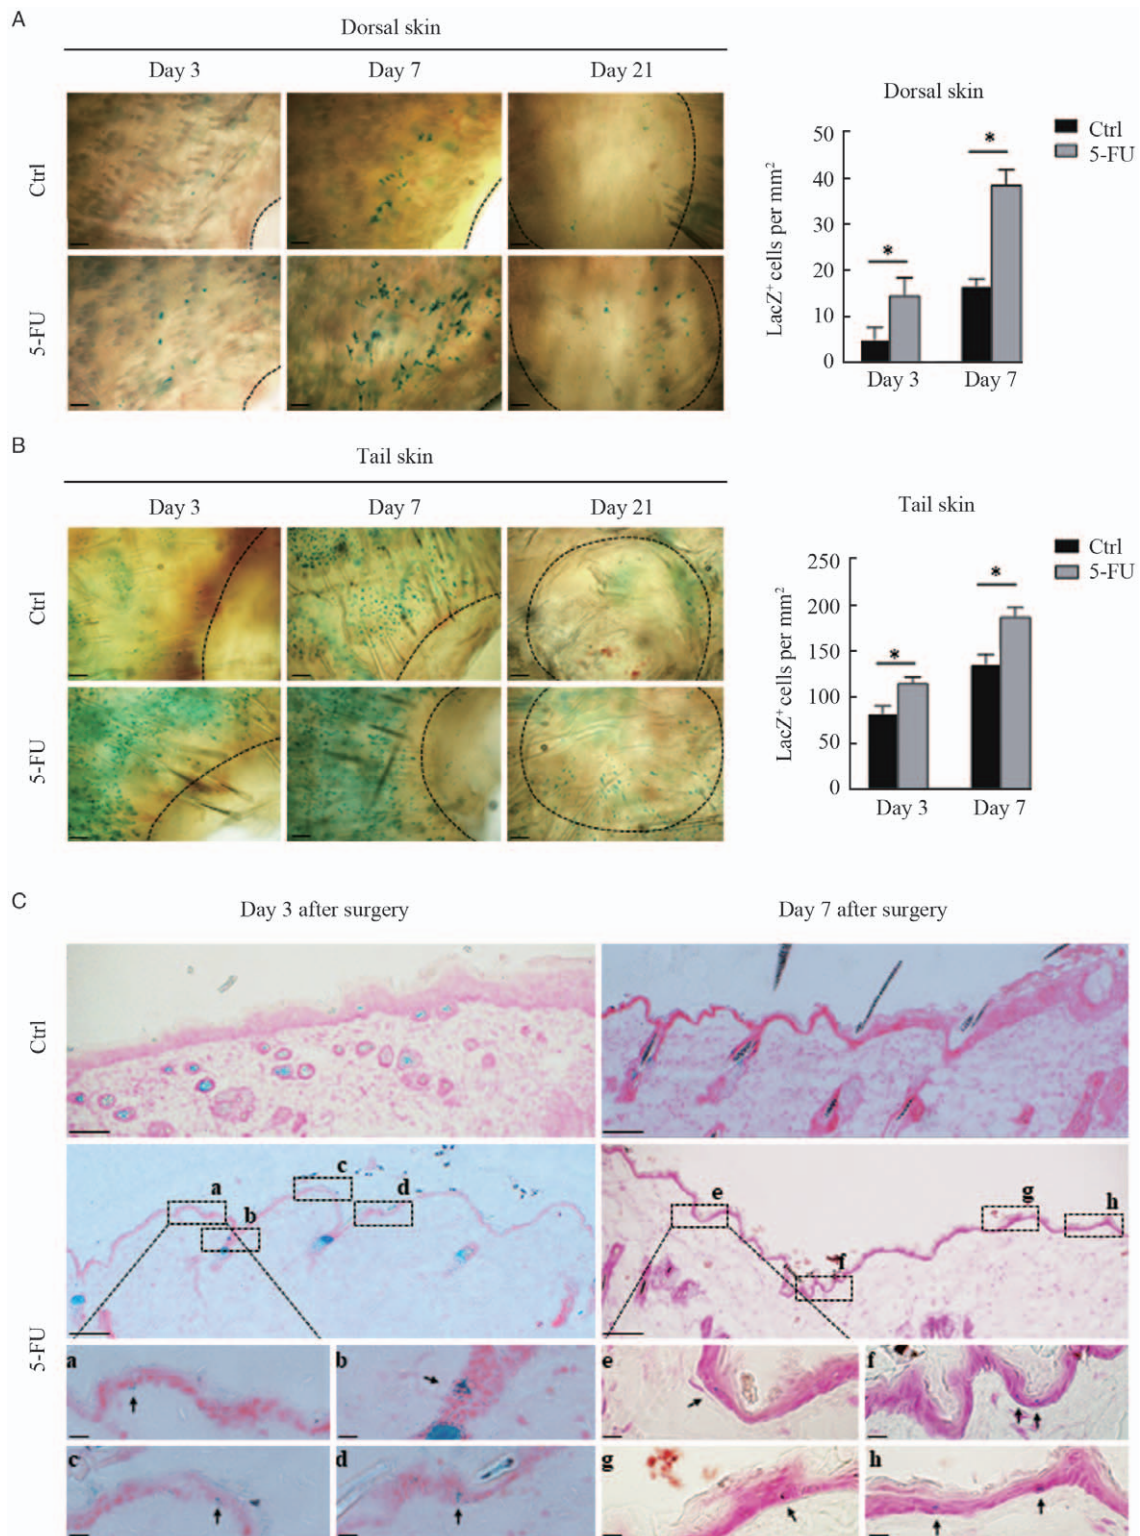 A
Dorsal skin
Day 3 Day 7 Day 21
Ctrl
5-FU
Dorsal skin
Ctrl
5-FU
LacZ⁺ cells per mm²
50
40
30
20
10
0
* *
Day 3 Day 7
B
Tail skin
Day 3 Day 7 Day 21
Ctrl
5-FU
Tail skin
Ctrl
5-FU
LacZ⁺ cells per mm²
250
200
150
100
50
0
* *
Day 3 Day 7
C
Day 3 after surgery Day 7 after surgery
Ctrl
5-FU
a b c d
e f g h
a b e f
c d g h